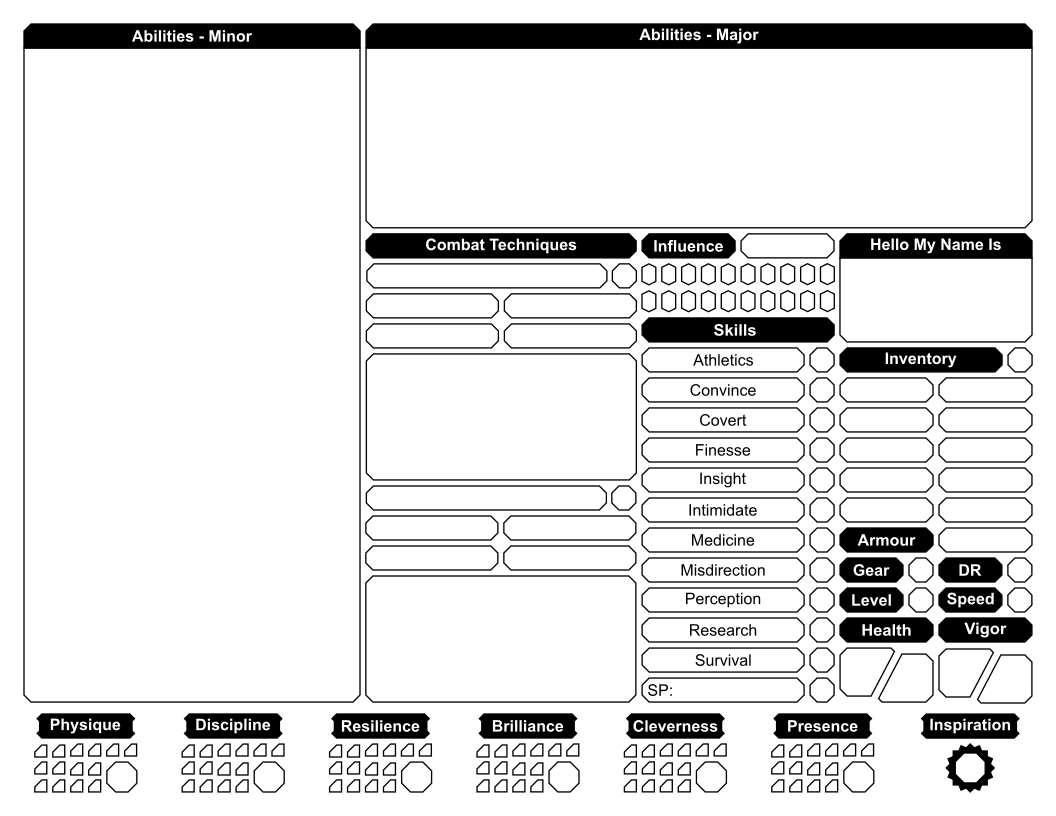 Abilities - Minor
Abilities - Major
Combat Techniques
Influence
Hello My Name Is
Skills
Athletics
Convince
Covert
Finesse
Insight
Intimidate
Medicine
Misdirection
Perception
Research
Survival
SP:
Inventory
Armour
Gear
DR
Level
Speed
Health
Vigor
Physique
Discipline
Resilience
Brilliance
Cleverness
Presence
Inspiration